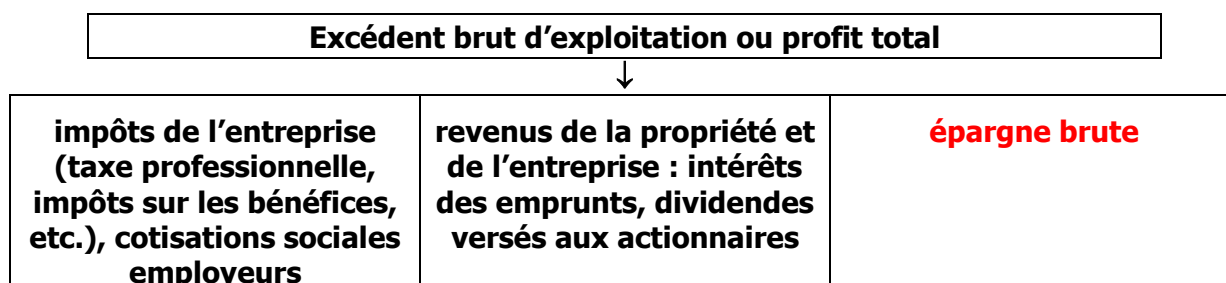 Excédent brut d’exploitation ou profit total
↓
impôts de l’entreprise
(taxe professionnelle,
impôts sur les bénéfices,
etc.), cotisations sociales
employeurs
revenus de la propriété et
de l’entreprise : intérêts
des emprunts, dividendes
versés aux actionnaires
épargne brute